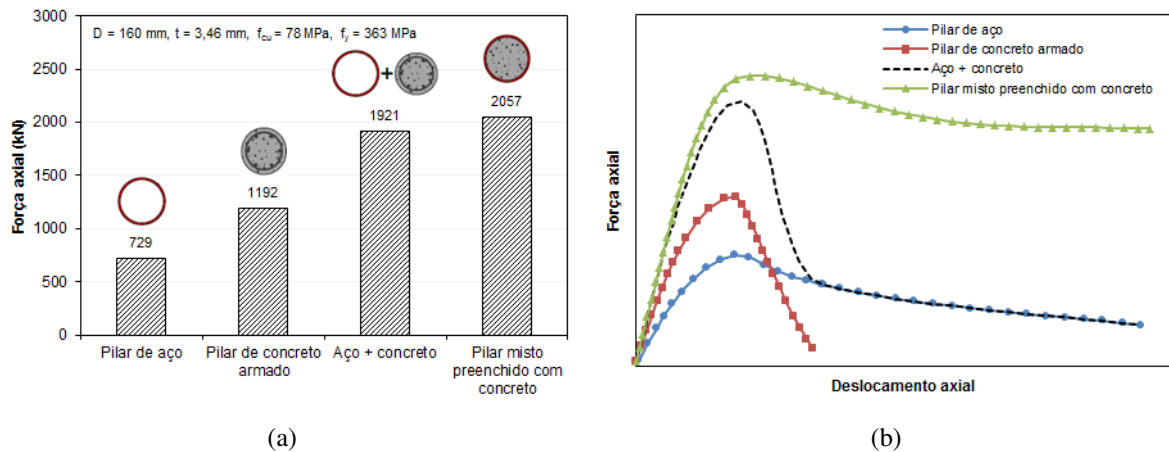 3000
2500
2000
1500
1000
500
0
Força axial (kN)
D = 160 mm, t = 3,46 mm, fcu = 78 MPa, fy = 363 MPa
729
1192
+
1921
2057
Pilar de aço
Pilar de concreto
armado
Aço + concreto
Pilar misto
preenchido com
concreto
(a)
Força axial
Pilar de aço
Pilar de concreto armado
Aço + concreto
Pilar misto preenchido com concreto
Deslocamento axial
(b)